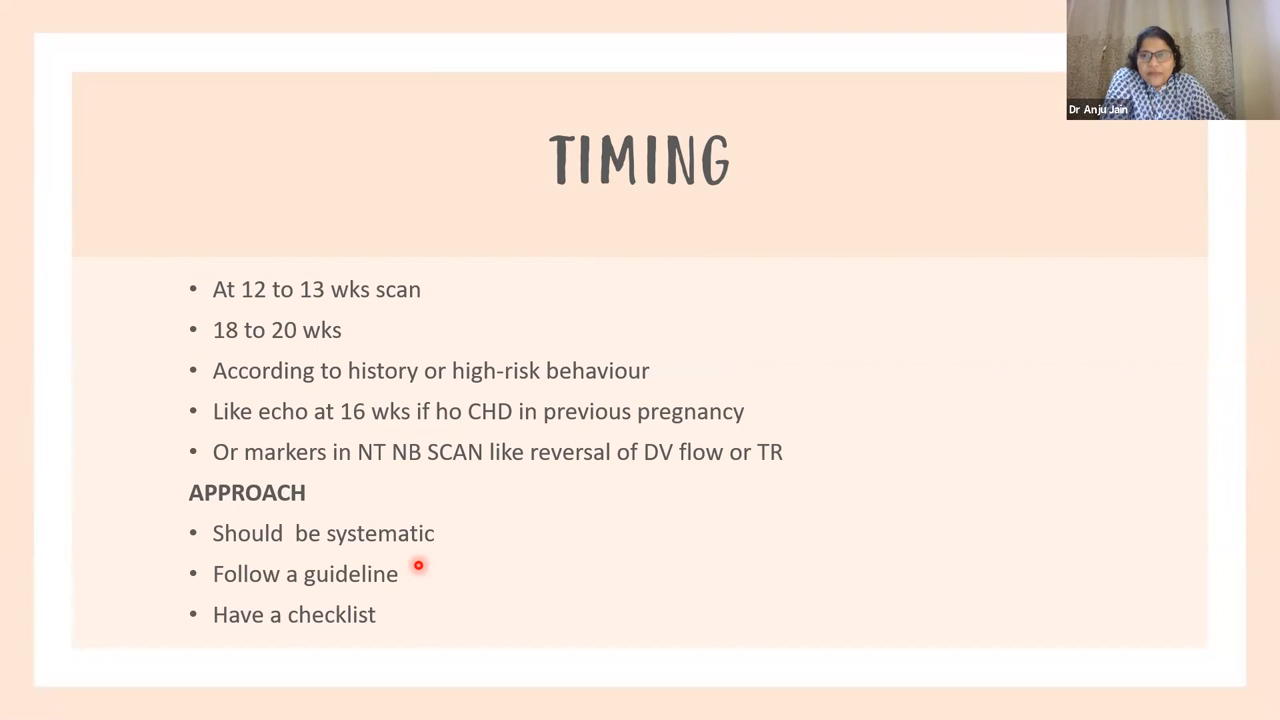 Dr Anju Jain
TIMING
• At 12 to 13 wks scan
• 18 to 20 wks
• According to history or high-risk behaviour
• Like echo at 16 wks if ho CHD in previous pregnancy
• Or markers in NT NB SCAN like reversal of DV flow or TR
APPROACH
• Should  be systematic
• Follow a guideline
• Have a checklist